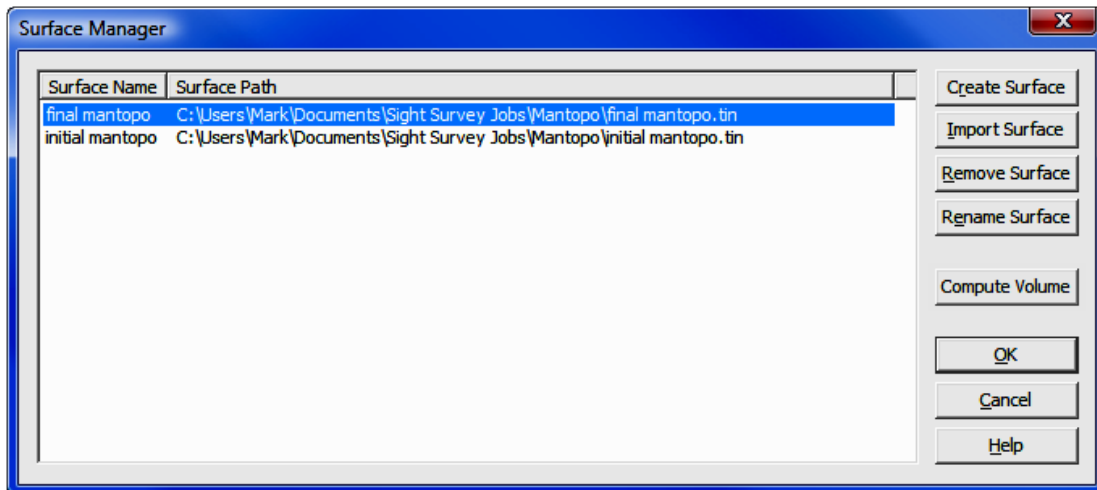 Surface Manager
Surface Name Surface Path
final mantopo C:\Users\Mark\Documents\Sight Survey Jobs\Mantopo\final mantopo.tin
initial mantopo C:\Users\Mark\Documents\Sight Survey Jobs\Mantopo\initial mantopo.tin
Create Surface
Import Surface
Remove Surface
Rename Surface
Compute Volume
OK
Cancel
Help